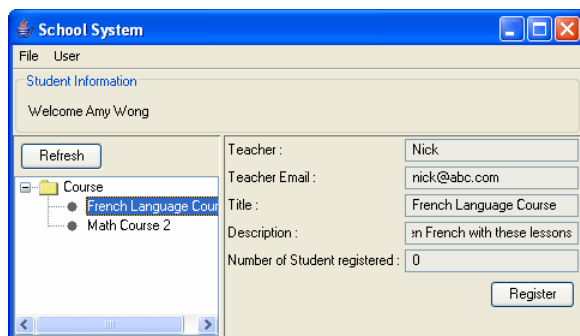 School System
File User
Student Information
Welcome Amy Wong
Refresh
Course
French Language Cour
Math Course 2
Teacher : Nick
Teacher Email : nick@abc.com
Title : French Language Course
Description : en French with these lessons
Number of Student registered : 0
Register